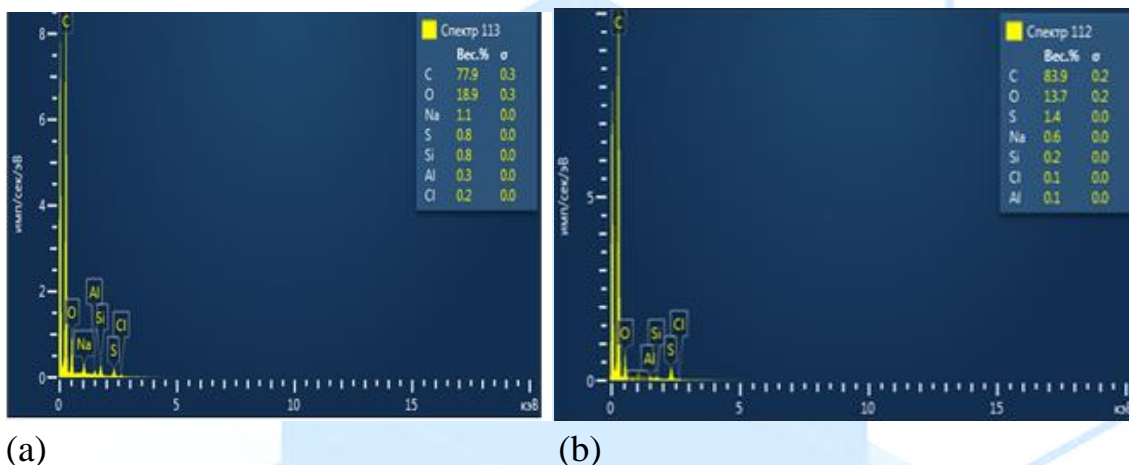 Спектр 113
Вес.% σ
C 77.9 0.3
O 18.9 0.3
Na 1.1 0.0
S 0.8 0.0
Si 0.8 0.0
Al 0.3 0.0
Cl 0.2 0.0
имп/сек/эВ
8
6
4
2
0
C
O
Na
Al
Si
S
Cl
0 5 10 15 кэВ
(a)
Спектр 112
Вес.% σ
C 83.9 0.2
O 13.7 0.2
S 1.4 0.0
Na 0.6 0.0
Si 0.2 0.0
Cl 0.1 0.0
Al 0.1 0.0
имп/сек/эВ
5
0
C
O
Al
Si
S
Cl
0 5 10 15 кэВ
(b)